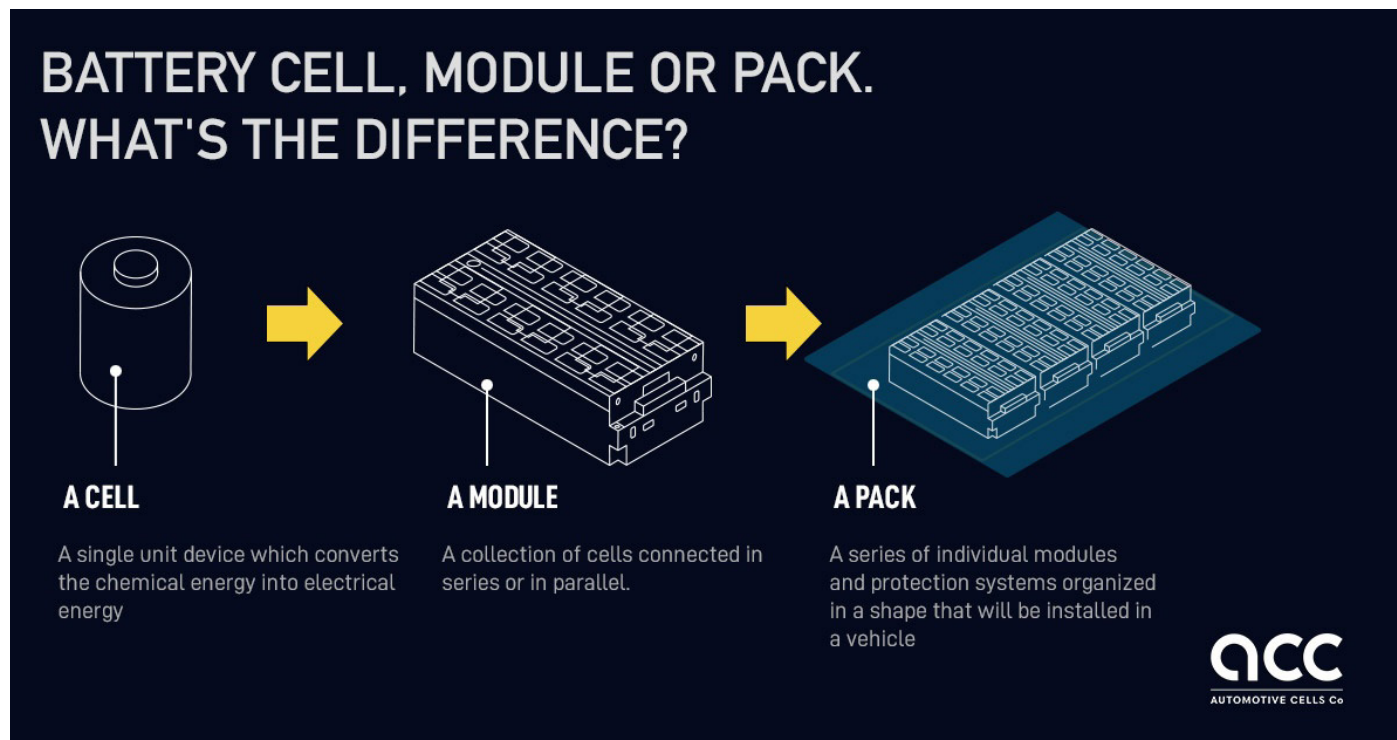 BATTERY CELL, MODULE OR PACK.
WHAT'S THE DIFFERENCE?
A CELL
A single unit device which converts
the chemical energy into electrical
energy
A MODULE
A collection of cells connected in
series or in parallel.
A PACK
A series of individual modules
and protection systems organized
in a shape that will be installed in
a vehicle
acc
AUTOMOTIVE CELLS Co